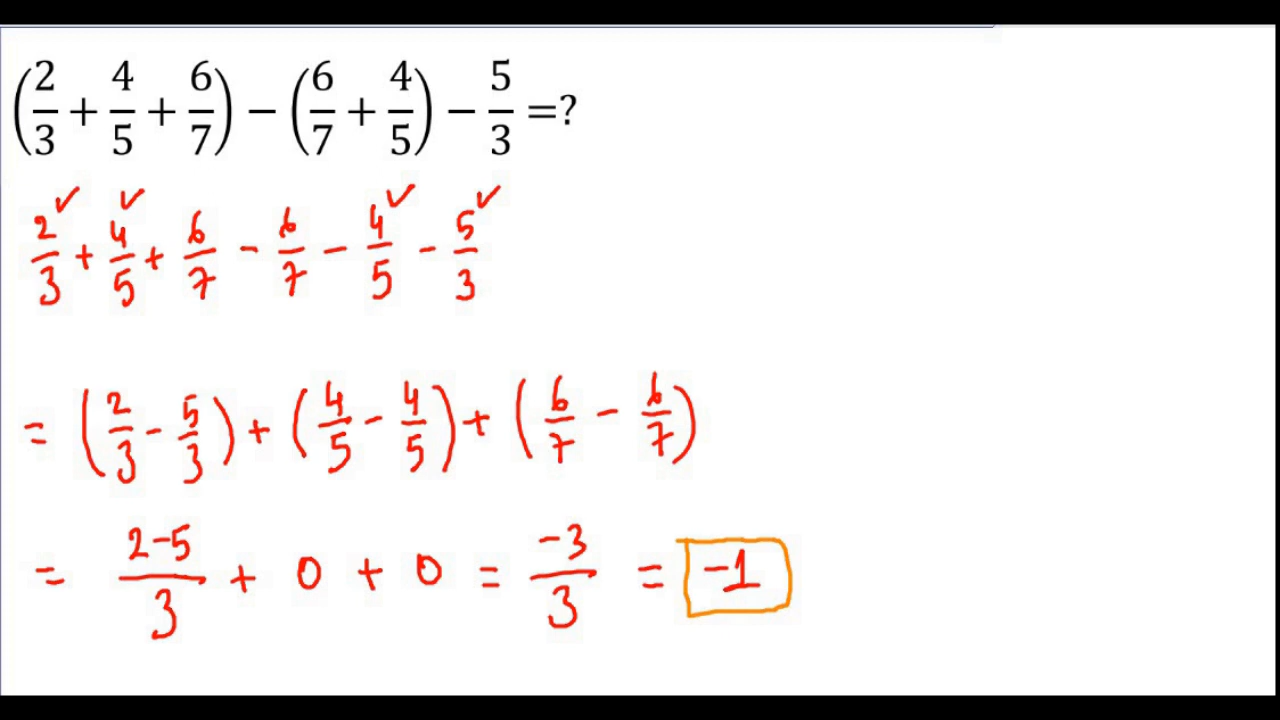 (2/3 + 4/5 + 6/7) − (6/7 + 4/5) − 5/3 =?
2/3 ✓ + 4/5 ✓ + 6/7 - 6/7 - 4/5 ✓ - 5/3 ✓
= (2/3 - 5/3) + (4/5 - 4/5) + (6/7 - 6/7)
= 2-5/3 + 0 + 0 = -3/3 = -1